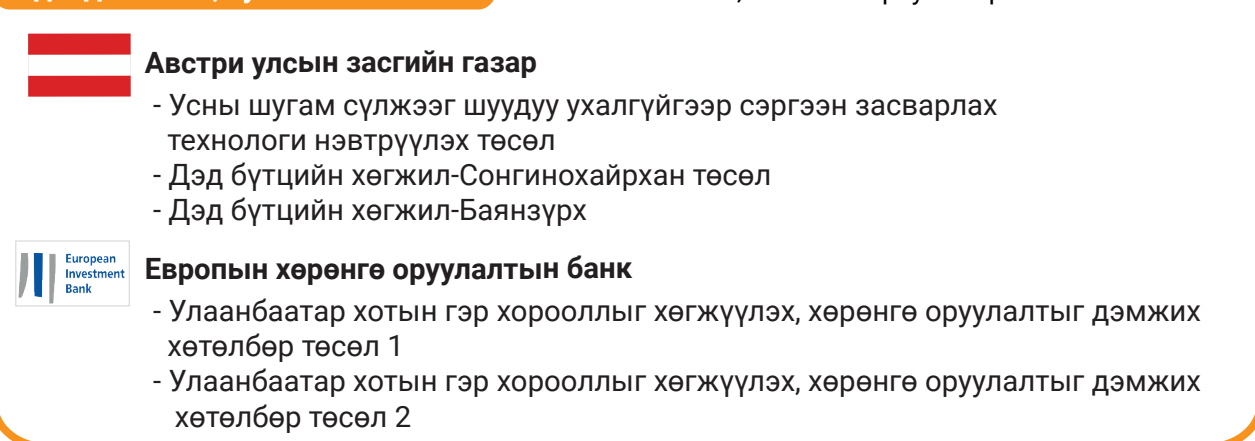 Австри улсын засгийн газар
- Усны шугам сүлжээг шуудуу ухалгүйгээр сэргээн засварлах
технологи нэвтрүүлэх төсөл
- Дэд бүтцийн хөгжил-Сонгинохайрхан төсөл
- Дэд бүтцийн хөгжил-Баянзүрх
European
Investment
Bank
Европын хөрөнгө оруулалтын банк
- Улаанбаатар хотын гэр хорооллыг хөгжүүлэх, хөрөнгө оруулалтыг дэмжих
хөтөлбөр төсөл 1
- Улаанбаатар хотын гэр хорооллыг хөгжүүлэх, хөрөнгө оруулалтыг дэмжих
хөтөлбөр төсөл 2